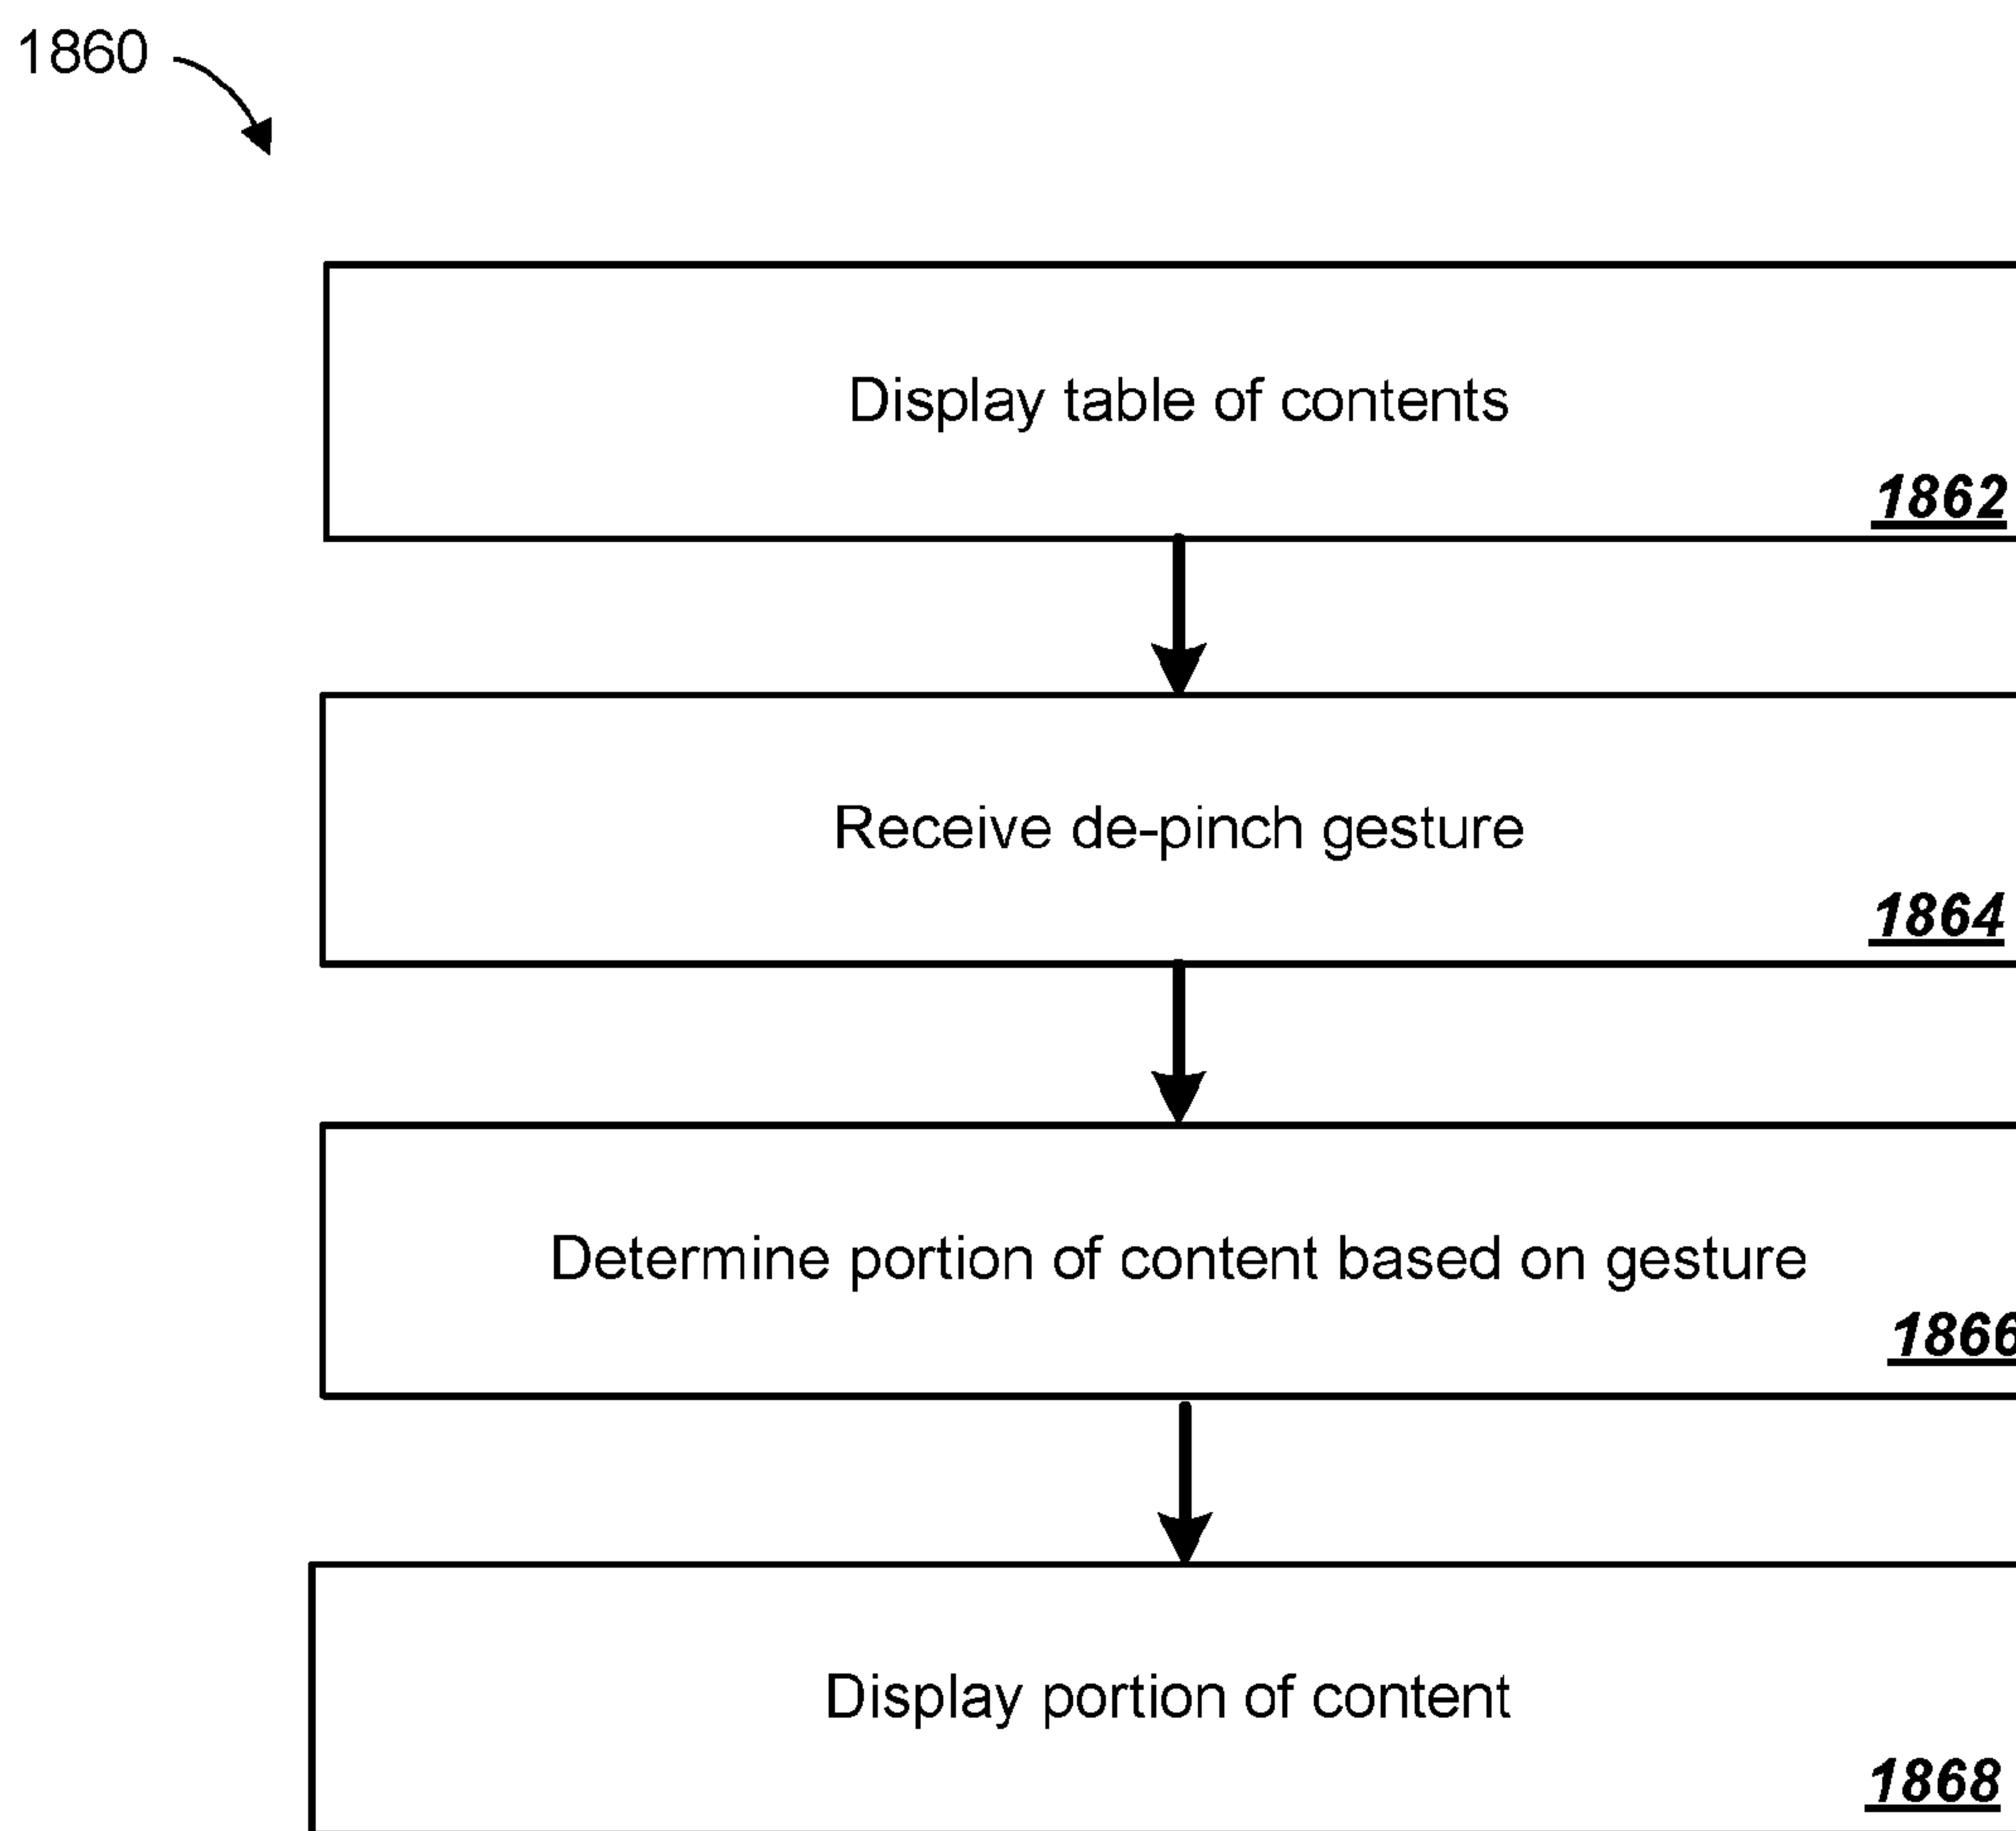 1860
Display table of contents
1862
Receive de-pinch gesture
1864
Determine portion of content based on gesture
1866
Display portion of content
1868